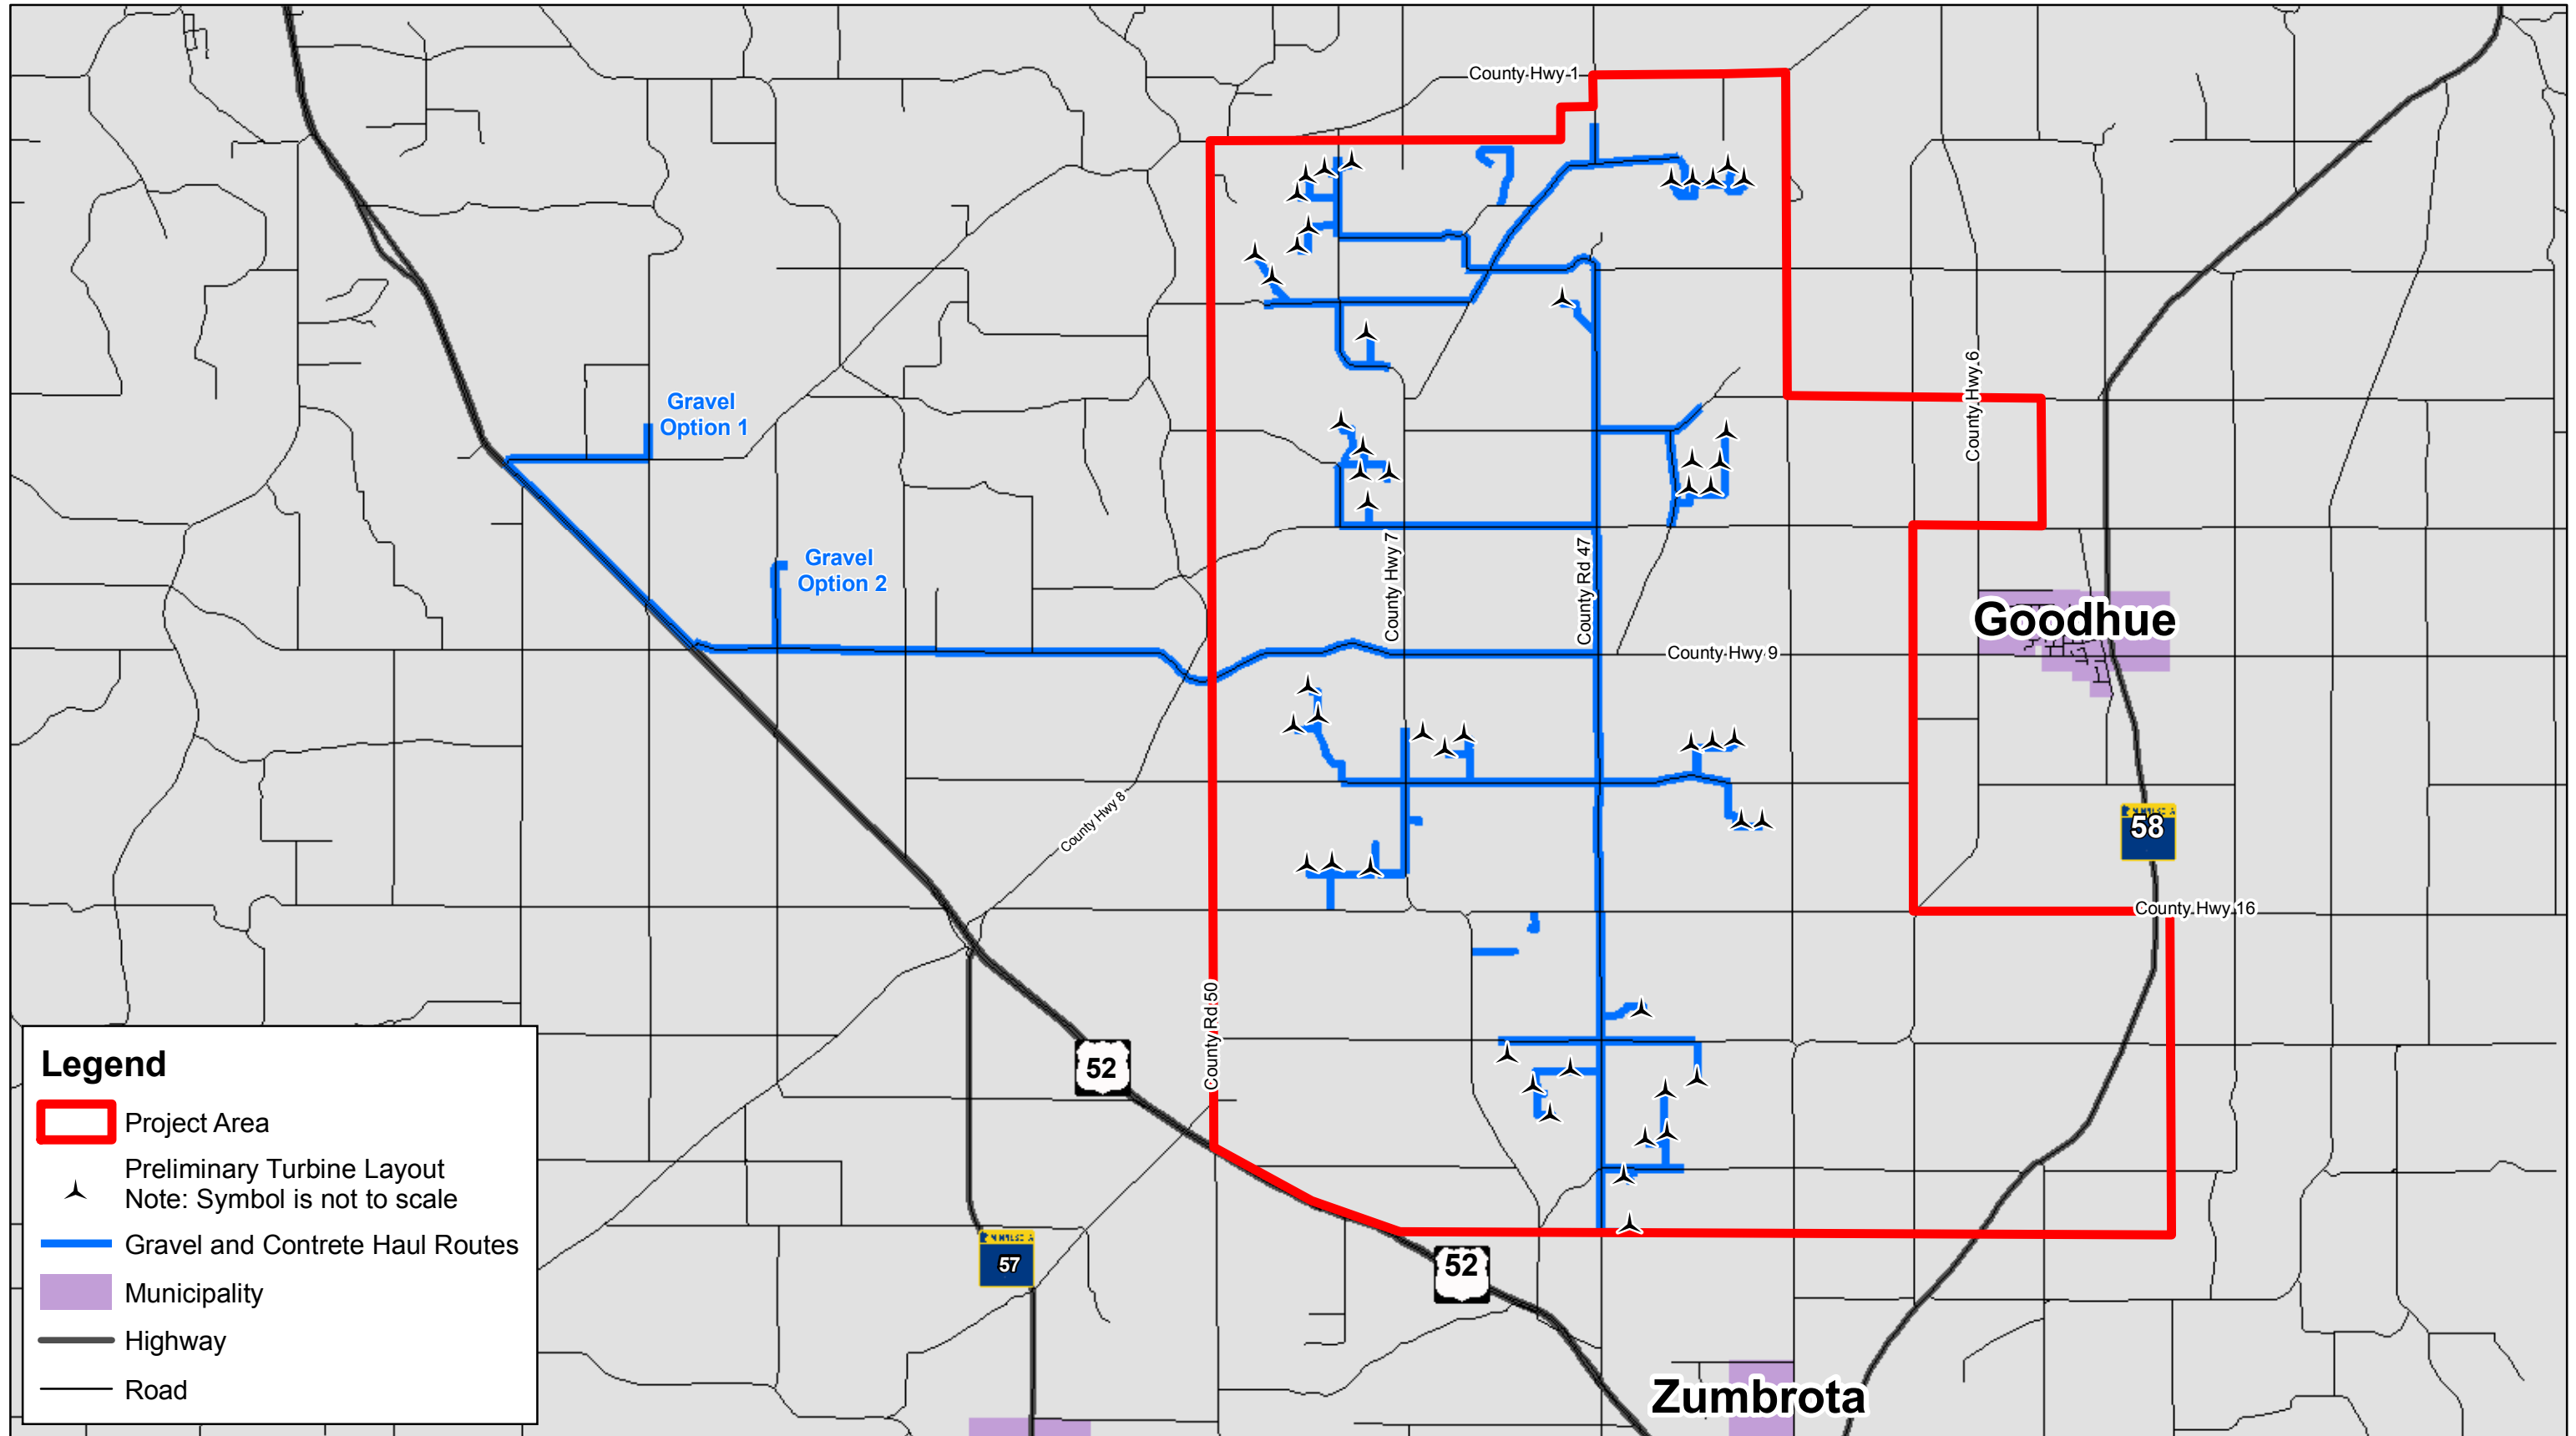 County Hwy 1
County Hwy 6
Gravel
Option 1
Gravel
Option 2
County Hwy 7
County Rd 47
Goodhue
County Hwy 9
County Hwy 8
58
County Hwy 16
County Rd 50
52
57
52
Zumbrota
Legend
Project Area
Preliminary Turbine Layout
Note: Symbol is not to scale
Gravel and Contrete Haul Routes
Municipality
Highway
Road